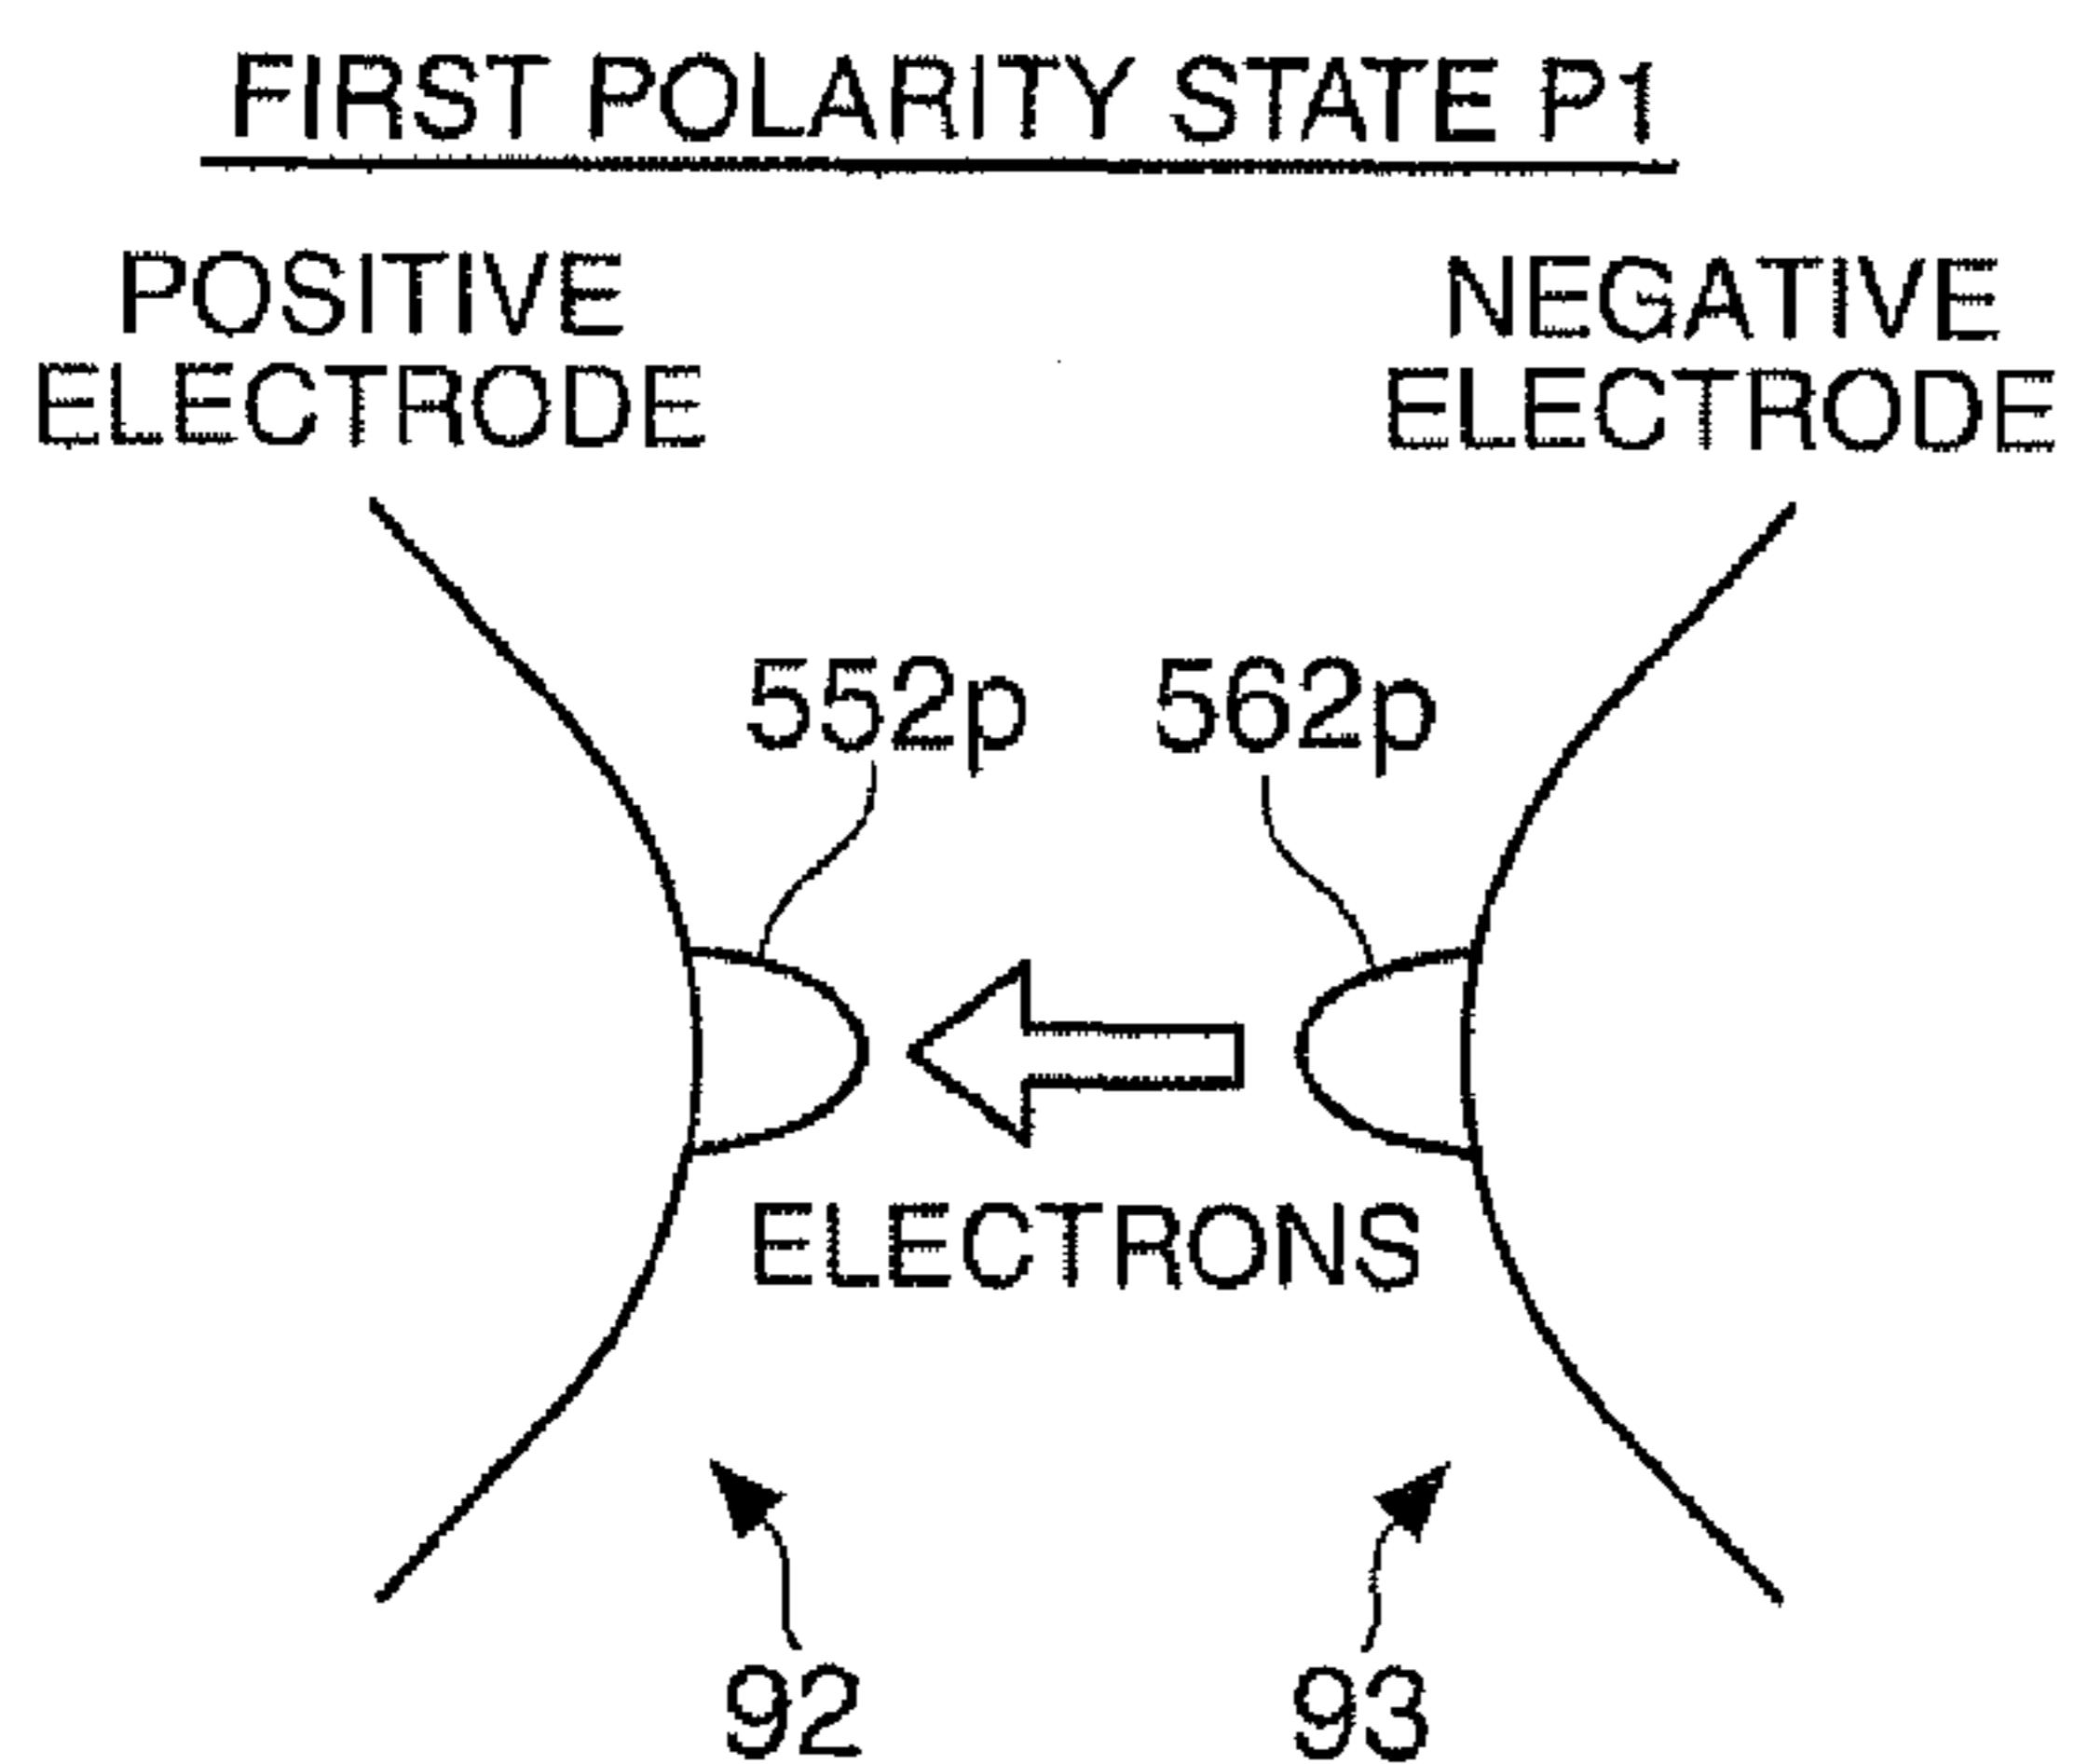 FIRST POLARITY STATE P1
POSITIVE
ELECTRODE
NEGATIVE
ELECTRODE
552p
562p
ELECTRONS
92
93